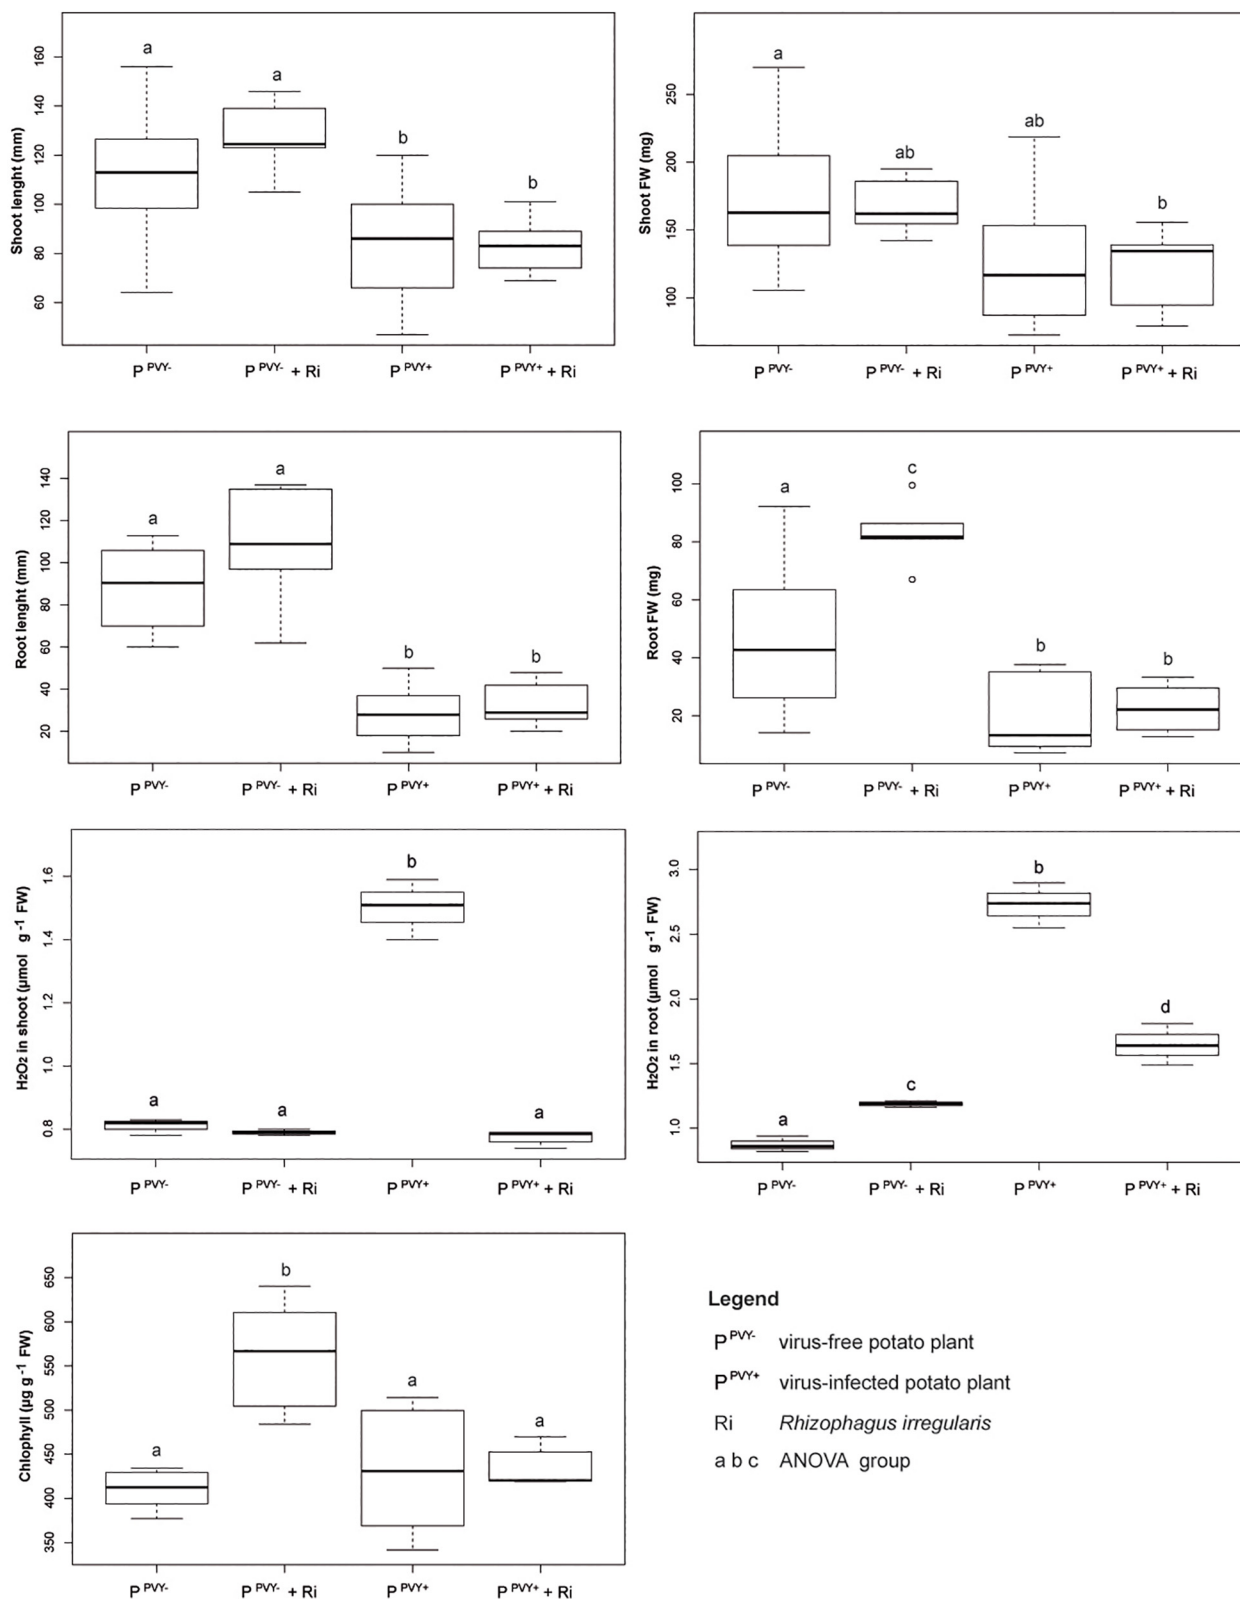 Shoot lenght (mm)
160
140
120
100
80
60
a
a
b
b
P PVY-
P PVY- + Ri
P PVY+
P PVY+ + Ri
Shoot FW (mg)
250
200
150
100
a
ab
ab
b
P PVY-
P PVY- + Ri
P PVY+
P PVY+ + Ri
Root lenght (mm)
140
120
100
80
60
40
20
a
a
b
b
P PVY-
P PVY- + Ri
P PVY+
P PVY+ + Ri
Root FW (mg)
100
80
60
40
20
a
c
b
b
P PVY-
P PVY- + Ri
P PVY+
P PVY+ + Ri
H2O2 in shoot (µmol g-1 FW)
1.6
1.4
1.2
1.0
0.8
a
a
b
a
P PVY-
P PVY- + Ri
P PVY+
P PVY+ + Ri
H2O2 in root (µmol g-1 FW)
3.0
2.5
2.0
1.5
1.0
a
c
b
d
P PVY-
P PVY- + Ri
P PVY+
P PVY+ + Ri
Chlophyll (µg g-1 FW)
650
600
550
500
450
400
350
a
b
a
a
P PVY-
P PVY- + Ri
P PVY+
P PVY+ + Ri
Legend
P PVY- virus-free potato plant
P PVY+ virus-infected potato plant
Ri Rhizophagus irregularis
a b c ANOVA group